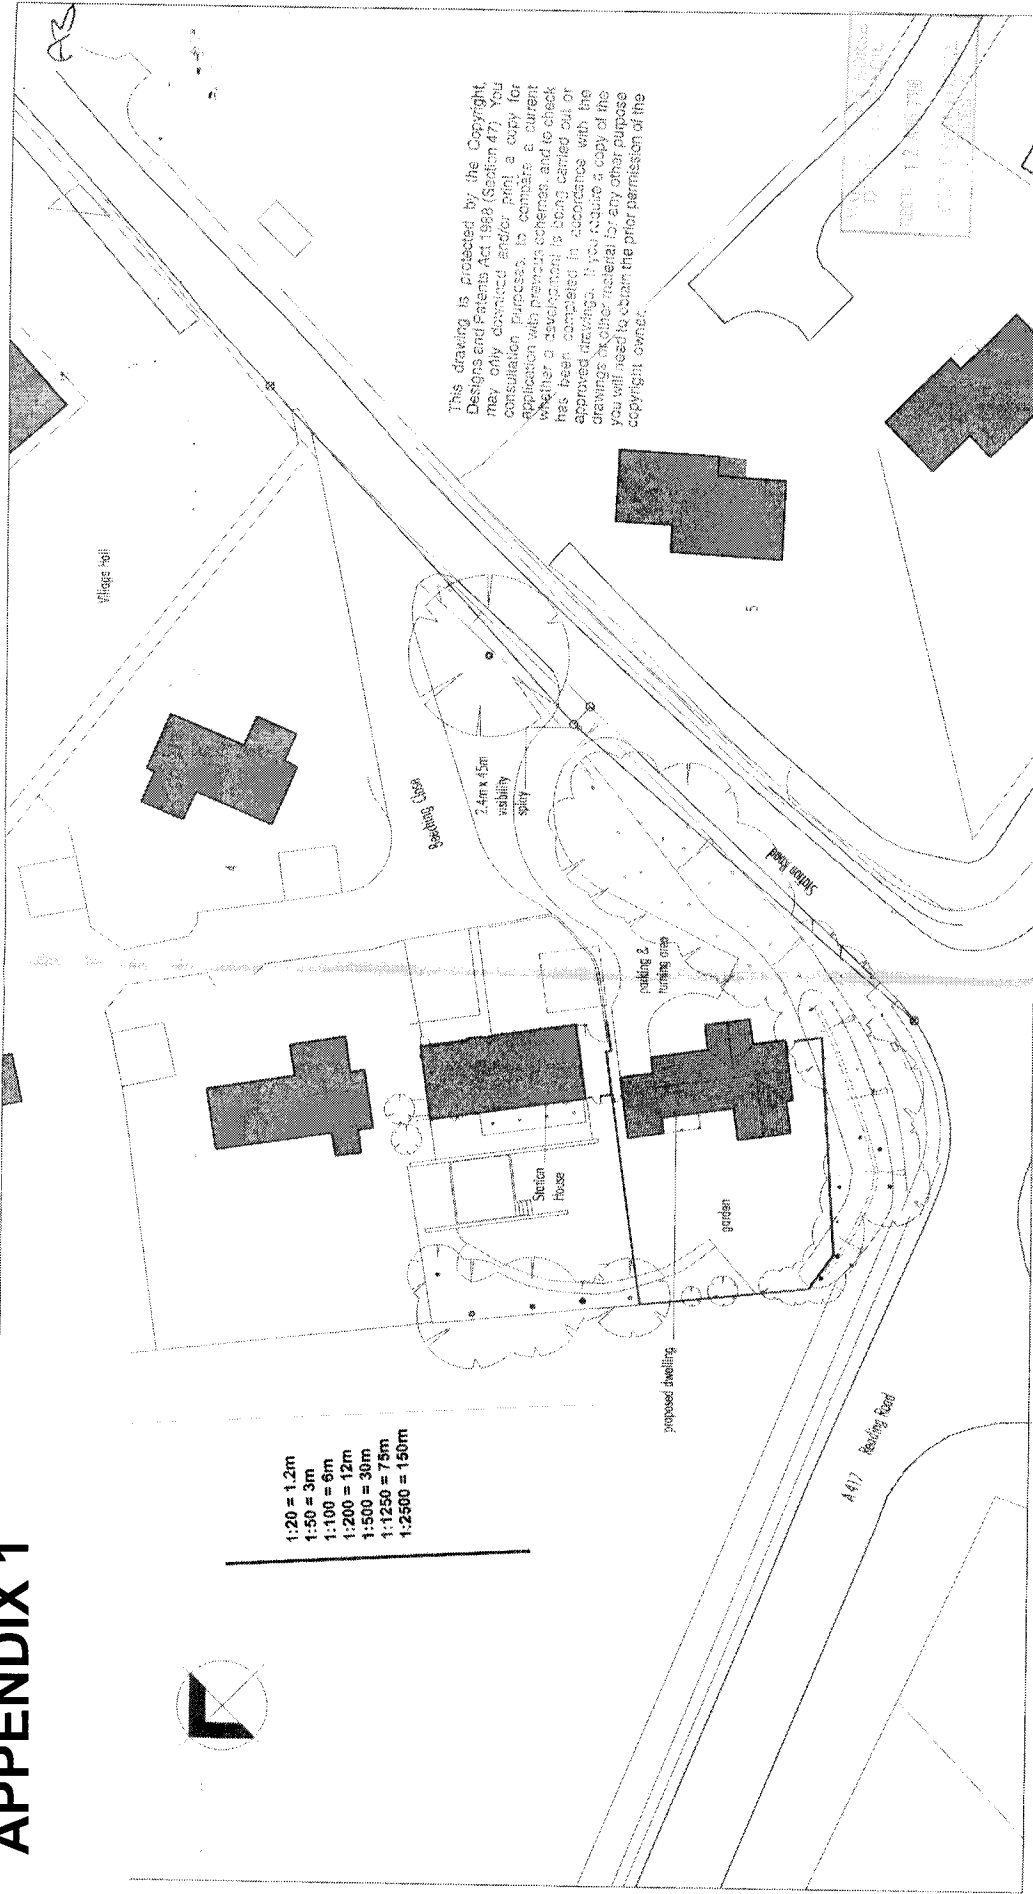 APPENDIX 1
A3
This drawing is protected by the Copyright,
Designs and Patents Act 1988 (Section 47). You
may only download and/or print a copy for
consultation purposes, to compare a current
application with previous schemes, and to check
whether a development is being carried out or
has been completed in accordance with the
approved drawings. If you require a copy of the
drawings or other material for any other purpose
you will need to obtain the prior permission of the
copyright owner.
Village Hall
4
2.4m x 45m
visibility
splay
5
Station Road
parking &
turning area
Station
House
garden
proposed dwelling
1:20 = 1.2m
1:50 = 3m
1:100 = 6m
1:200 = 12m
1:500 = 30m
1:1250 = 75m
1:2500 = 150m
A417 Reading Road